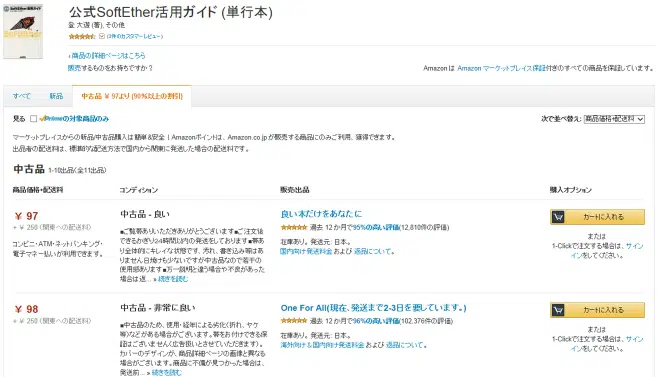 公式SoftEther活用ガイド (単行本)
登 大遊 (著), その他
(3件のカスタマーレビュー)
› 商品の詳細ページはこちら
販売するものをお持ちですか？
Amazon は Amazon マーケットプレイス保証付きのすべての商品を保証しています。
すべて 新品 中古品 ￥ 97より (90%以上の割引)
見る Primeの対象商品のみ
次で並べ替え: 商品価格+配送料
マーケットプレイスからの新品/中古品購入は簡単&安全！Amazonポイントは、Amazon.co.jp が販売する商品にのみご利用、獲得できます。
出品者の配送料は、標準的な配送方法で国内から関東に発送した場合の配送料です。
中古品 1-10出品(全11出品)
商品価格+配送料 コンディション 販売出品 購入オプション
￥ 97
+ ￥ 250 (関東への配送料)
コンビニ・ATM・ネットバンキング・
電子マネー払いが利用できます。
中古品 - 良い
■ご覧番ありいただきありがとうございます■ご注文後
できるかぎり24時間以内の発送をしております■帯あ
り全体的にキレイな状態です、汚れ、書き込み等はあ
りません日焼けも少ないですが中古品なので若干の
使用感あります■万一説明と違う場合や不良があった
場合は返... » 続きを読む
良い本だけをあなたに
過去 12 か月で95%の高い評価(12,810件の評価)
在庫あり。発送元: 日本。
国内向け発送料金 および 返品について。
カートに入れる
または
1-Clickで注文する場合は、サイン
インをしてください。
￥ 98
+ ￥ 250 (関東への配送料)
中古品 - 非常に良い
■中古品のため、使用・経年による劣化(折れ、ヤケ
等)などがある場合がございます。帯をお付けできる保
証はございません(広告扱いとさせていただきます)。
カバーのデザインが、商品詳細ページの画像と異なる
場合がございます。商品に不備が見つかった場合は、
発送前... » 続きを読む
One For All(現在、発送まで2-3日を要しています。)
過去 12 か月で96%の高い評価(102,376件の評価)
在庫あり。発送元: 日本。
海外向け&国内向け発送料金 および 返品について。
カートに入れる
または
1-Clickで注文する場合は、サイン
インをしてください。